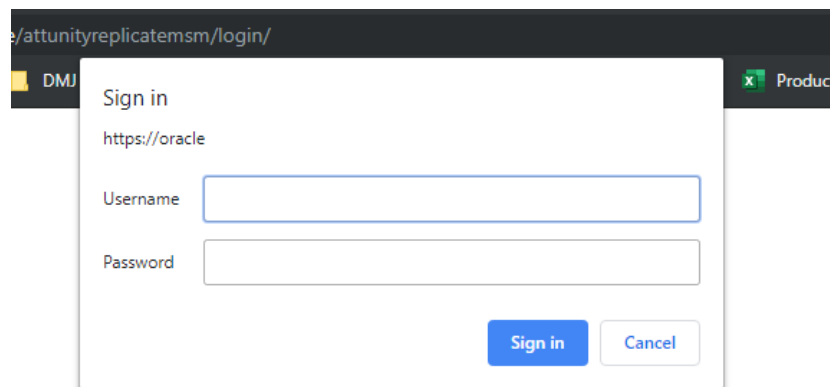 /attunityreplicatemsm/login/
DMJ
Produc
Sign in
https://oracle
Username
Password
Sign in
Cancel